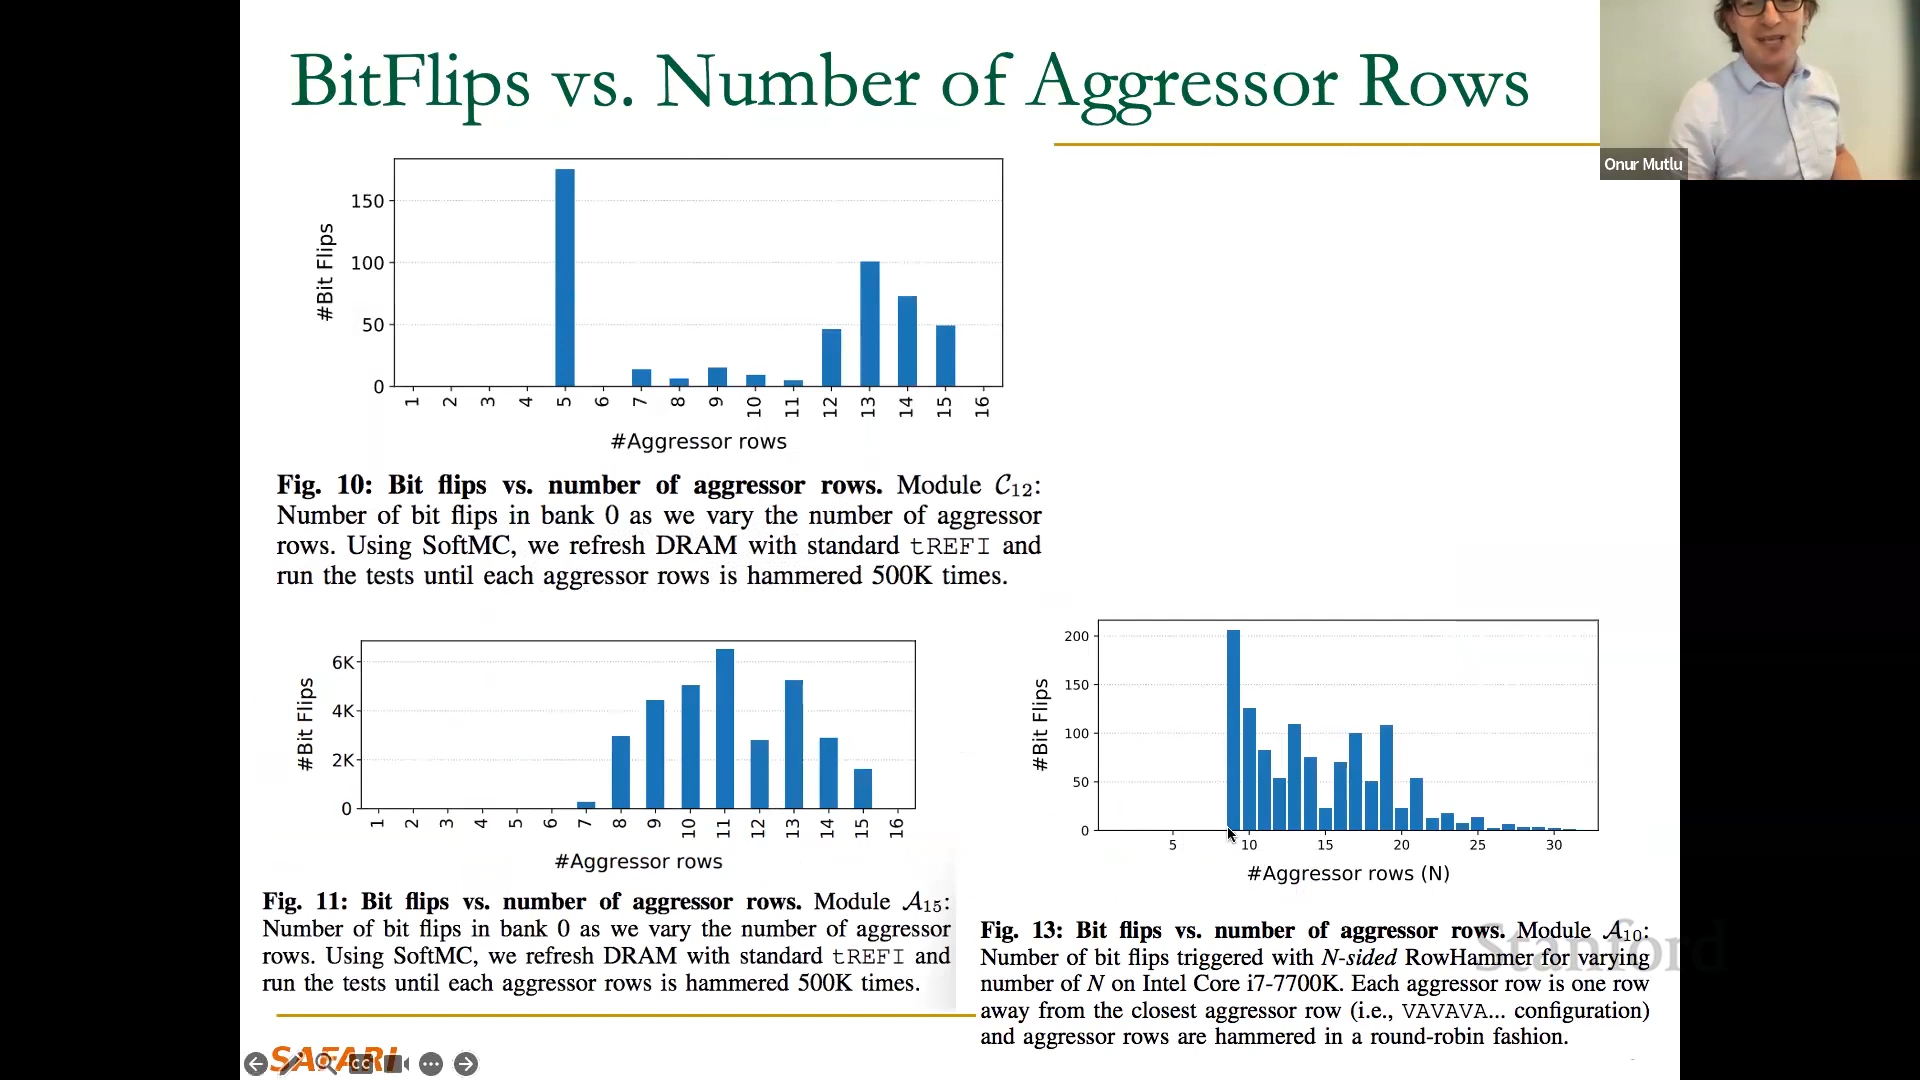 BitFlips vs. Number of Aggressor Rows
Onur Mutlu
150
100
50
0
#Bit Flips
1 2 3 4 5 6 7 8 9 10 11 12 13 14 15 16
#Aggressor rows
Fig. 10: Bit flips vs. number of aggressor rows. Module C12:
Number of bit flips in bank 0 as we vary the number of aggressor
rows. Using SoftMC, we refresh DRAM with standard tREFI and
run the tests until each aggressor rows is hammered 500K times.
6K
4K
2K
0
#Bit Flips
1 2 3 4 5 6 7 8 9 10 11 12 13 14 15 16
#Aggressor rows
Fig. 11: Bit flips vs. number of aggressor rows. Module A15:
Number of bit flips in bank 0 as we vary the number of aggressor
rows. Using SoftMC, we refresh DRAM with standard tREFI and
run the tests until each aggressor rows is hammered 500K times.
200
150
100
50
0
#Bit Flips
5 10 15 20 25 30
#Aggressor rows (N)
Fig. 13: Bit flips vs. number of aggressor rows. Module A10:
Number of bit flips triggered with N-sided RowHammer for varying
number of N on Intel Core i7-7700K. Each aggressor row is one row
away from the closest aggressor row (i.e., VAVAVA... configuration)
and aggressor rows are hammered in a round-robin fashion.
Stanford
SAFARI
CC